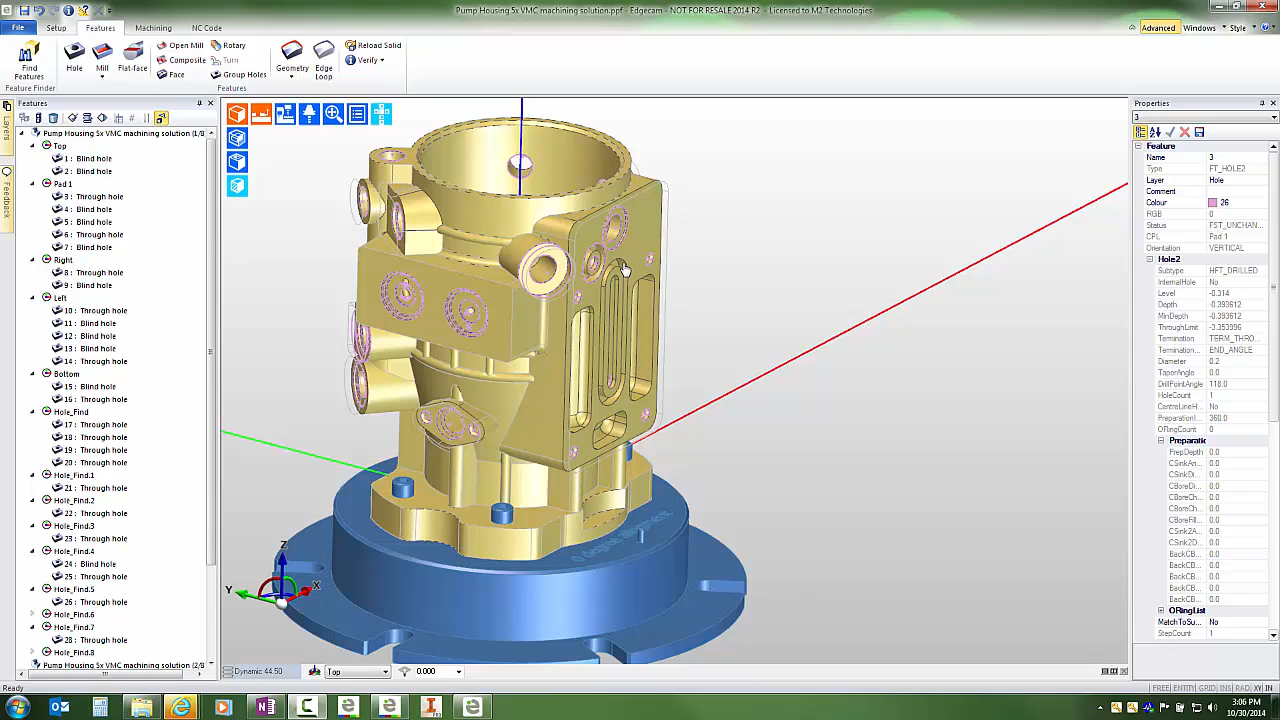 Pump Housing 5x VMC machining solution.ppf - Edgecam - NOT FOR RESALE 2014 R2 - Licensed to M2 Technologies
File
Setup
Features
Machining
NC Code
Advanced
Windows
Style
Find Features
Hole
Mill
Flat-face
Open Mill
Composite
Face
Rotary
Turn
Group Holes
Geometry
Edge Loop
Reload Solid
Verify
Feature Finder
Features
Layers
Feedback
Features
Pump Housing 5x VMC machining solution (1/8
Top
1 : Blind hole
2 : Blind hole
Pad 1
3 : Through hole
4 : Blind hole
5 : Blind hole
6 : Through hole
7 : Blind hole
Right
8 : Through hole
9 : Blind hole
Left
10 : Through hole
11 : Blind hole
12 : Blind hole
13 : Blind hole
14 : Through hole
Bottom
15 : Blind hole
16 : Through hole
Hole_Find
17 : Through hole
18 : Through hole
19 : Through hole
20 : Through hole
Hole_Find.1
21 : Through hole
Hole_Find.2
22 : Through hole
Hole_Find.3
23 : Through hole
Hole_Find.4
24 : Blind hole
25 : Through hole
Hole_Find.5
26 : Through hole
Hole_Find.6
Hole_Find.7
28 : Through hole
Hole_Find.8
Pump Housing 5x VMC machining solution (2/8
Z
Y
X
Dynamic 44.50
Top
0.000
Properties
3
Feature
Name 3
Type FT_HOLE2
Layer Hole
Comment
Colour 26
RGB 0
Status FST_UNCHAN...
CPL Pad 1
Orientation VERTICAL
Hole2
Subtype HFT_DRILLED
InternalHole No
Level -0.314
Depth -0.393612
MinDepth -0.393612
ThroughLimit -3.353996
Termination TERM_THRO...
Termination... END_ANGLE
Diameter 0.2
TaperAngle 0.0
DrillPointAngle 118.0
HoleCount 1
CentreLineH... No
Preparation... 360.0
ORingCount 0
Preparatic
PrepDepth 0.0
CSinkAn 0.0
CSinkDi 0.0
CBoreDi... 0.0
CBoreCh... 0.0
CBoreCh... 0.0
CBoreFil... 0.0
CSink2A... 0.0
CSink2D... 0.0
BackCB... 0.0
BackCB... 0.0
BackCB... 0.0
BackCB... 0.0
BackCB... 0.0
ORingList
MatchToSu... No
StepCount 1
Ready
FREE ENTITY GRID INS RAD XY IN
3:06 PM
10/30/2014